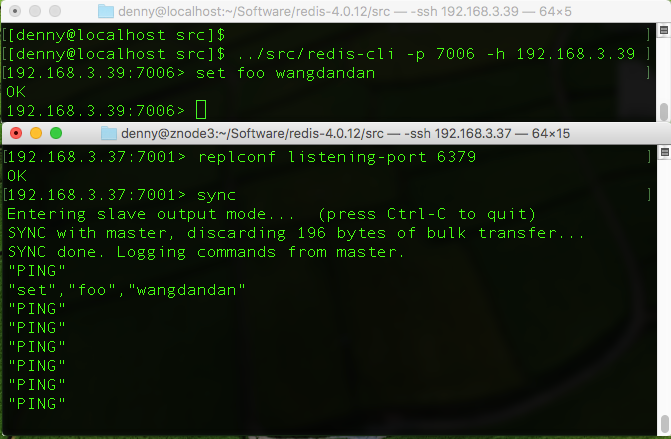 denny@localhost:~/Software/redis-4.0.12/src — -ssh 192.168.3.39 — 64×5
[[denny@localhost src]$ ]
[[denny@localhost src]$ ../src/redis-cli -p 7006 -h 192.168.3.39 ]
[192.168.3.39:7006> set foo wangdandan ]
OK
192.168.3.39:7006>
denny@znode3:~/Software/redis-4.0.12/src — -ssh 192.168.3.37 — 64×15
[192.168.3.37:7001> replconf listening-port 6379 ]
OK
[192.168.3.37:7001> sync ]
Entering slave output mode... (press Ctrl-C to quit)
SYNC with master, discarding 196 bytes of bulk transfer...
SYNC done. Logging commands from master.
"PING"
"set","foo","wangdandan"
"PING"
"PING"
"PING"
"PING"
"PING"
"PING"